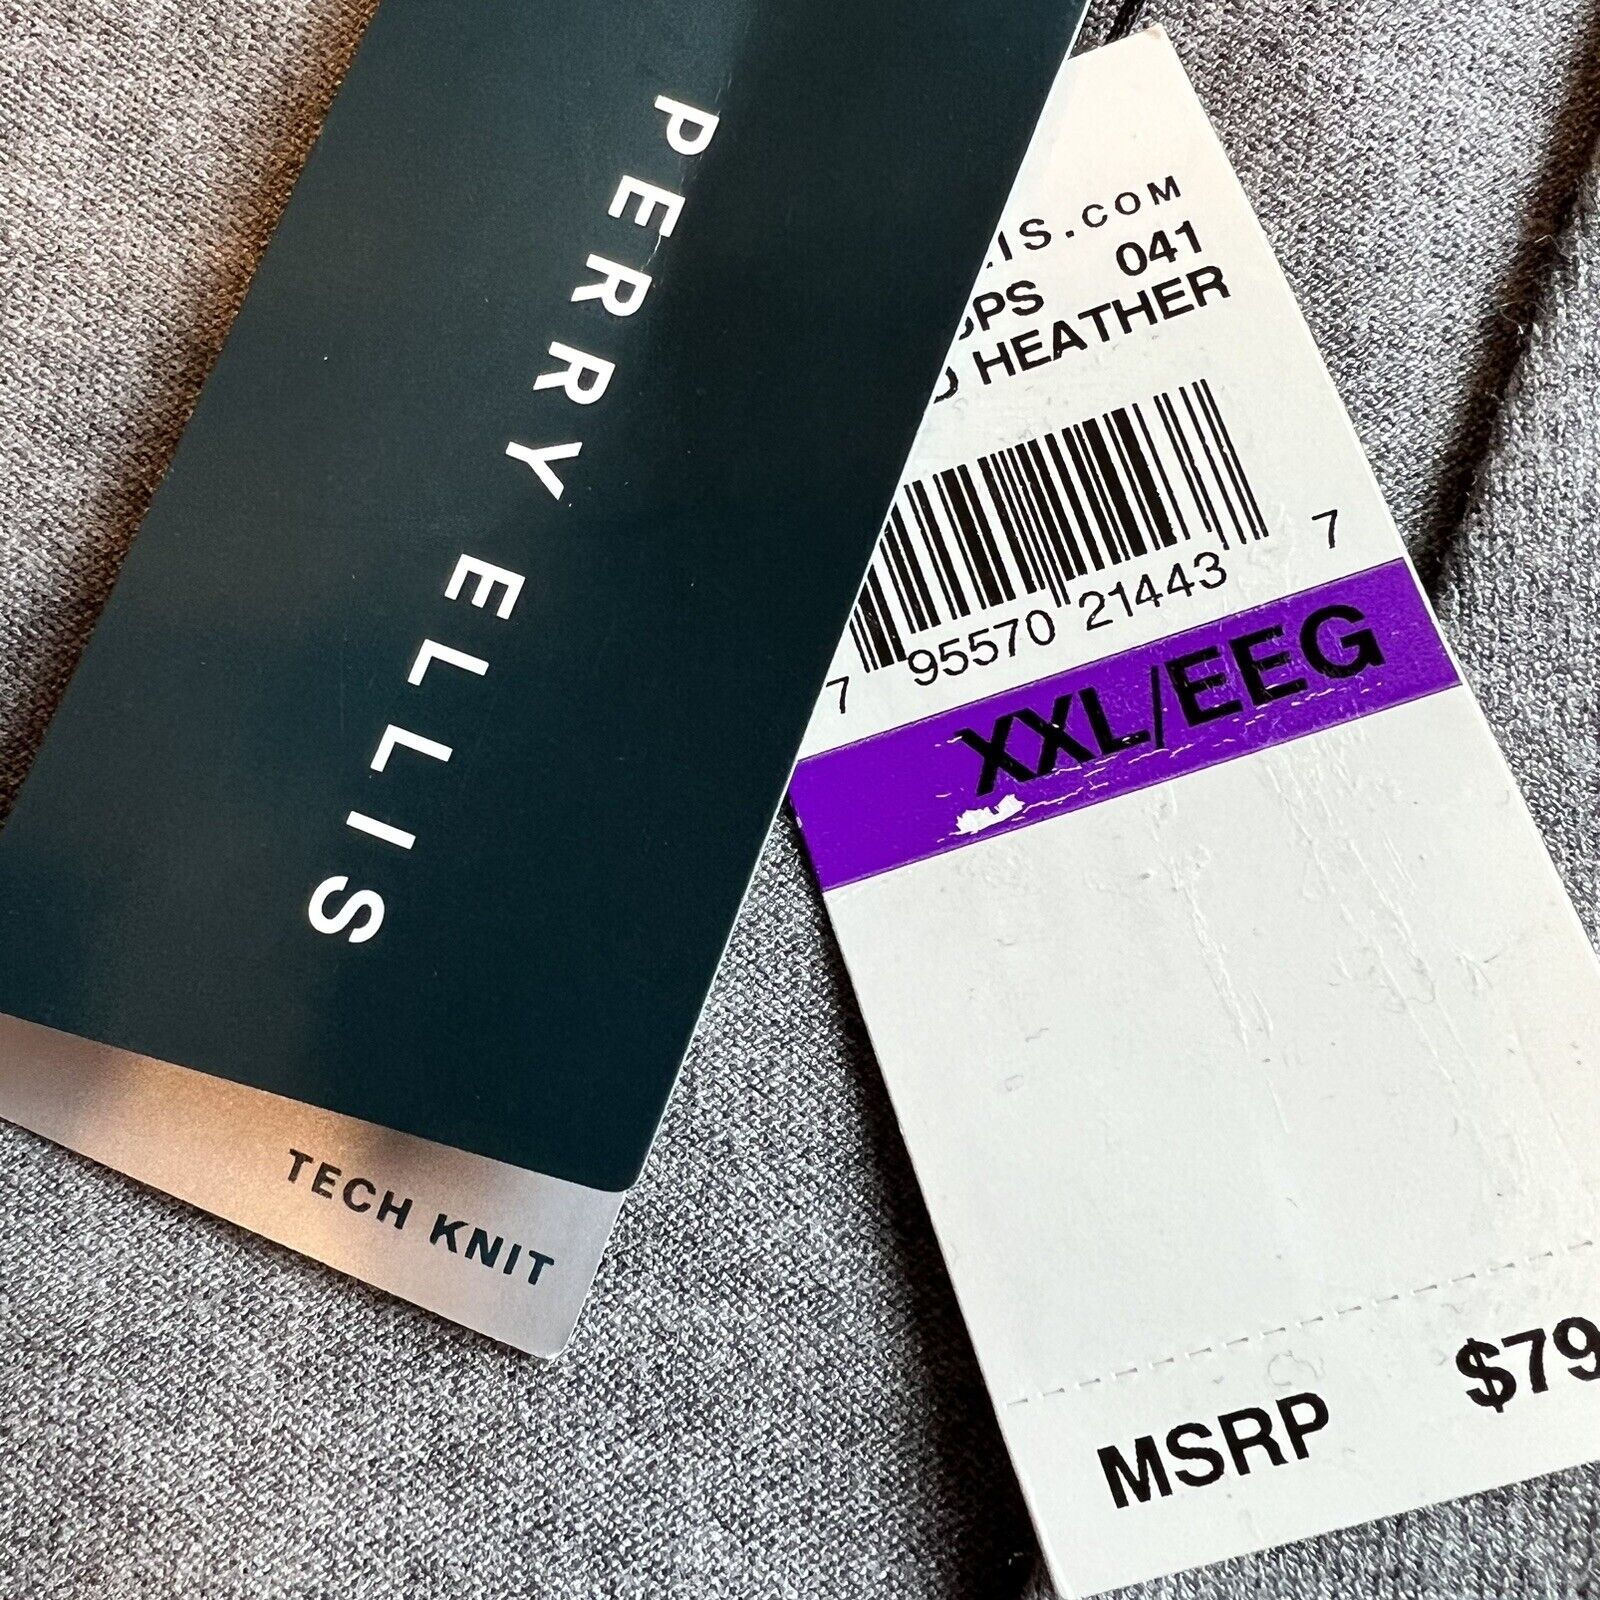 PERRY ELLIS
TECH KNIT
IS.COM
PS 041
HEATHER
7 95570 21443 7
XXL/EEG
MSRP $79